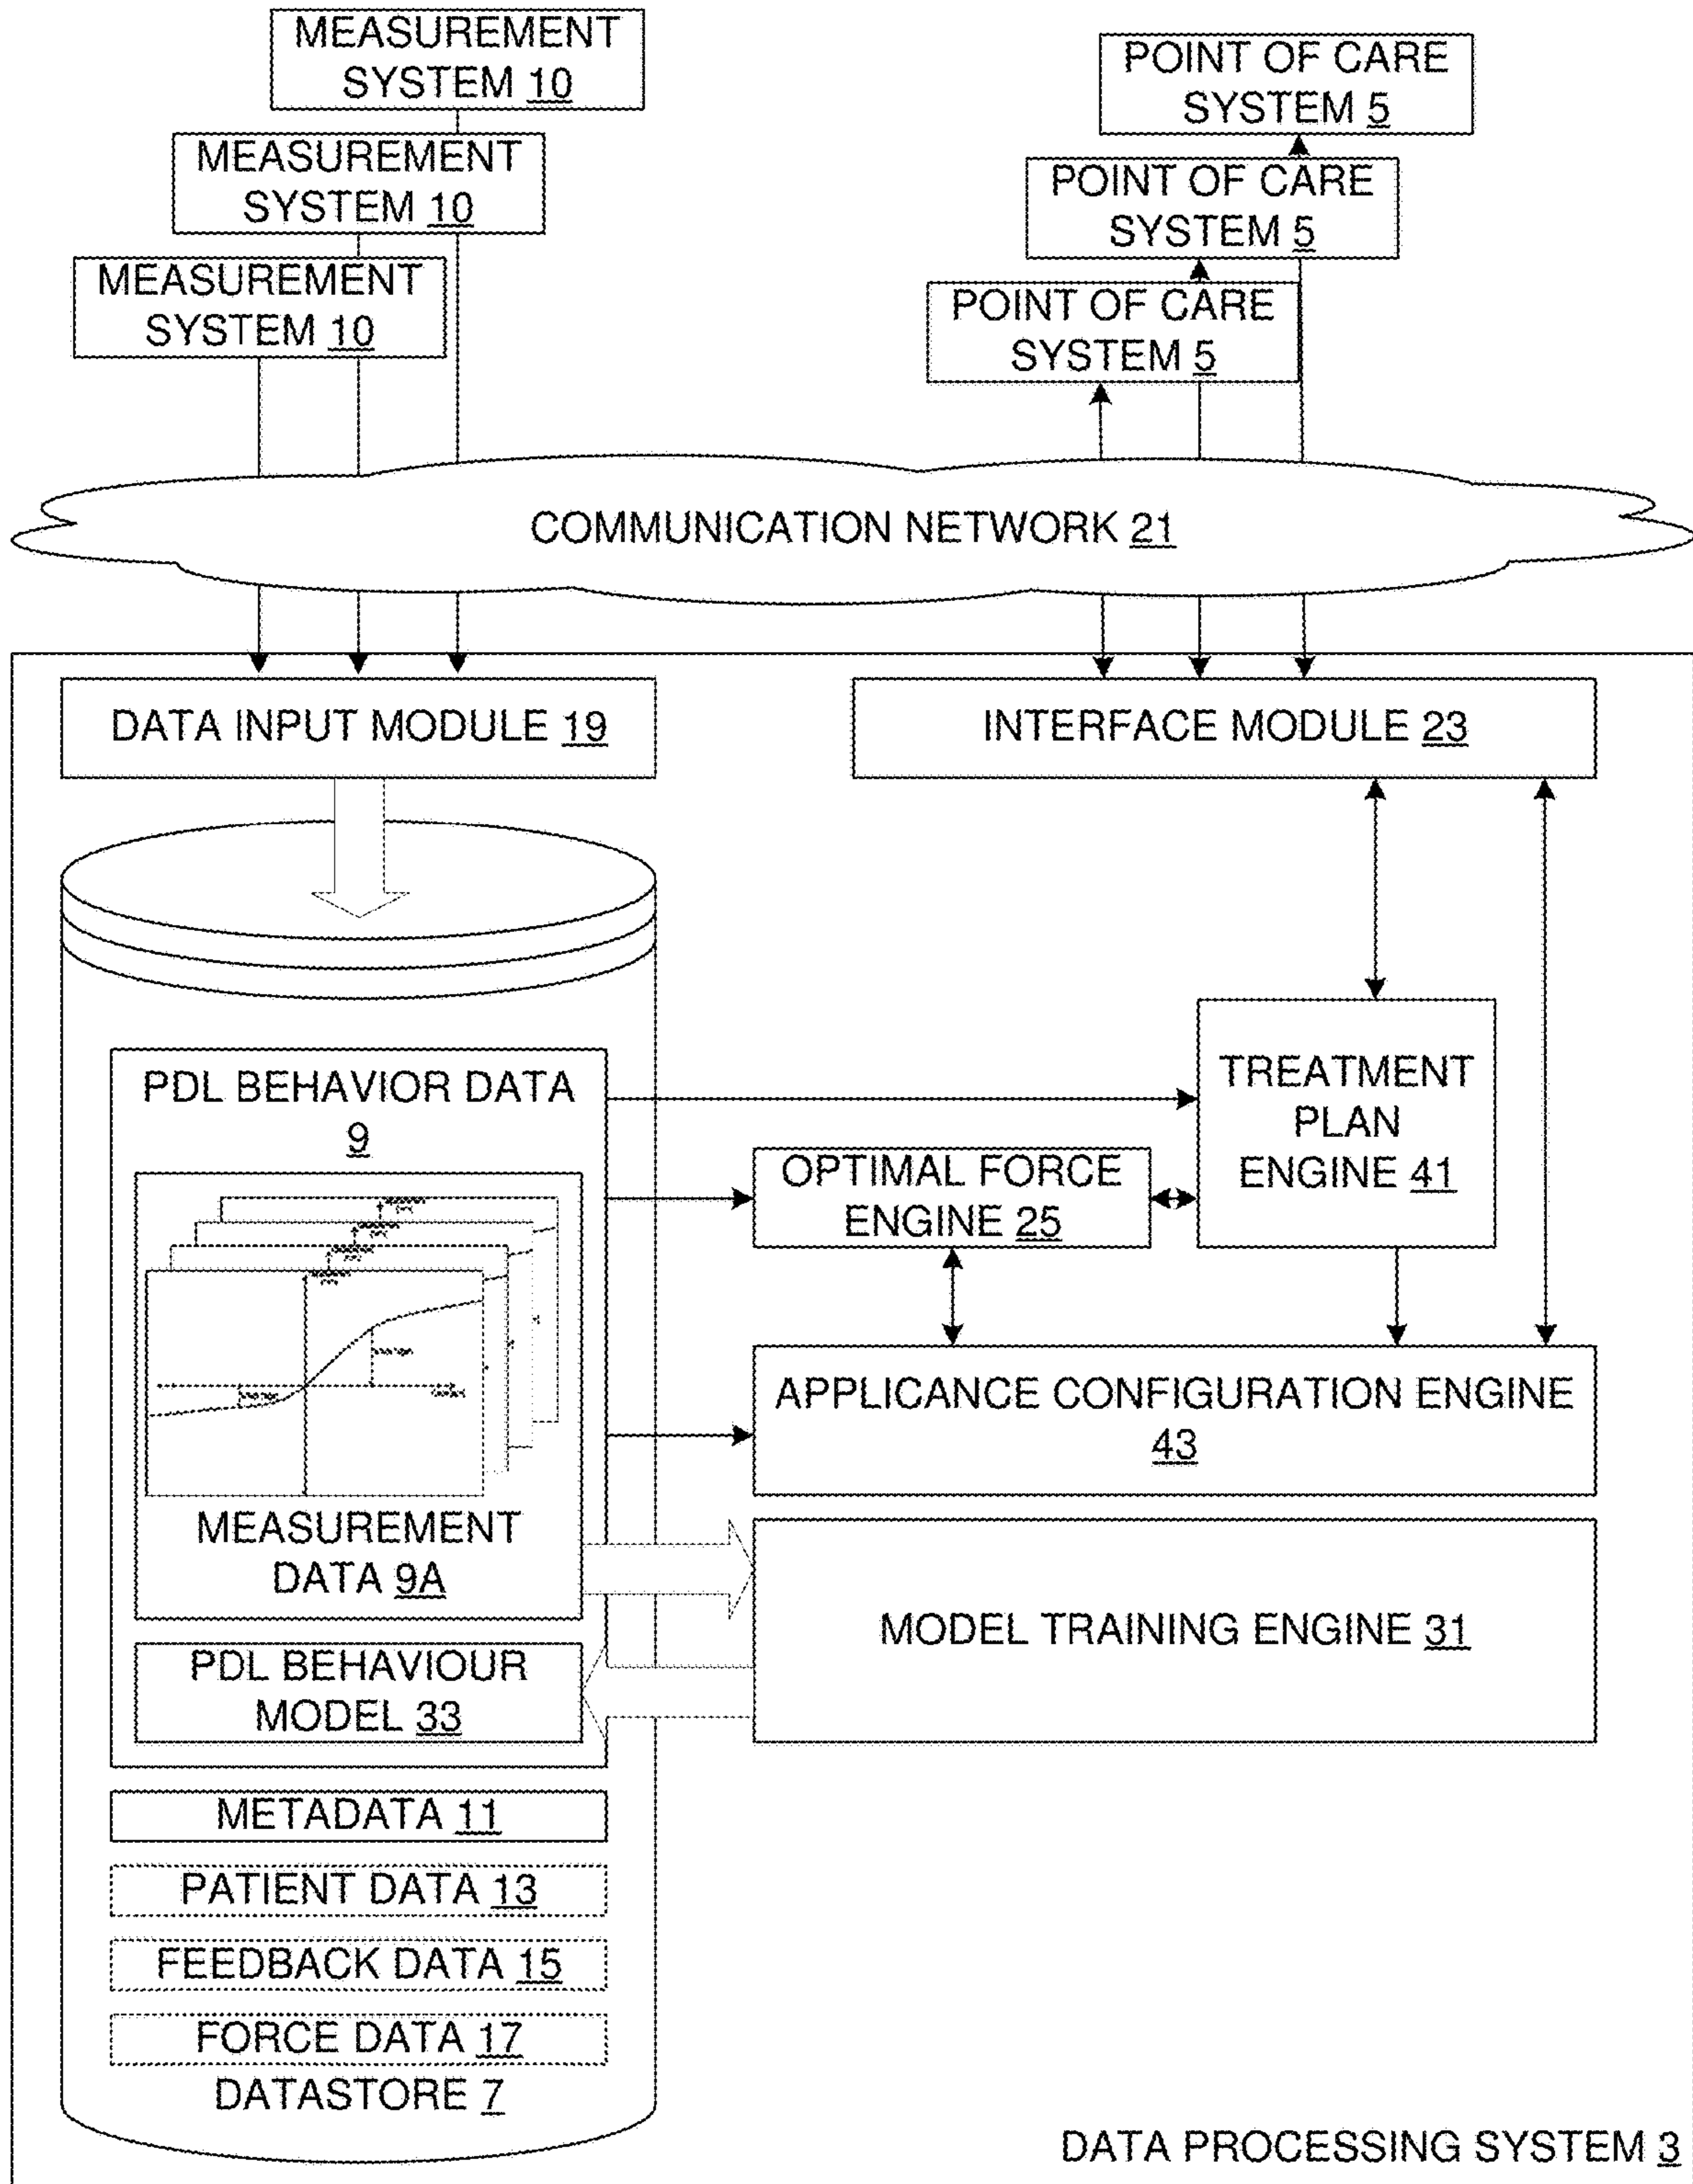 MEASUREMENT
SYSTEM 10
MEASUREMENT
SYSTEM 10
MEASUREMENT
SYSTEM 10
POINT OF CARE
SYSTEM 5
POINT OF CARE
SYSTEM 5
POINT OF CARE
SYSTEM 5
COMMUNICATION NETWORK 21
DATA INPUT MODULE 19
INTERFACE MODULE 23
PDL BEHAVIOR DATA
9
TREATMENT
PLAN
ENGINE 41
OPTIMAL FORCE
ENGINE 25
APPLICANCE CONFIGURATION ENGINE
43
MEASUREMENT
DATA 9A
MODEL TRAINING ENGINE 31
PDL BEHAVIOUR
MODEL 33
METADATA 11
PATIENT DATA 13
FEEDBACK DATA 15
FORCE DATA 17
DATASTORE 7
DATA PROCESSING SYSTEM 3